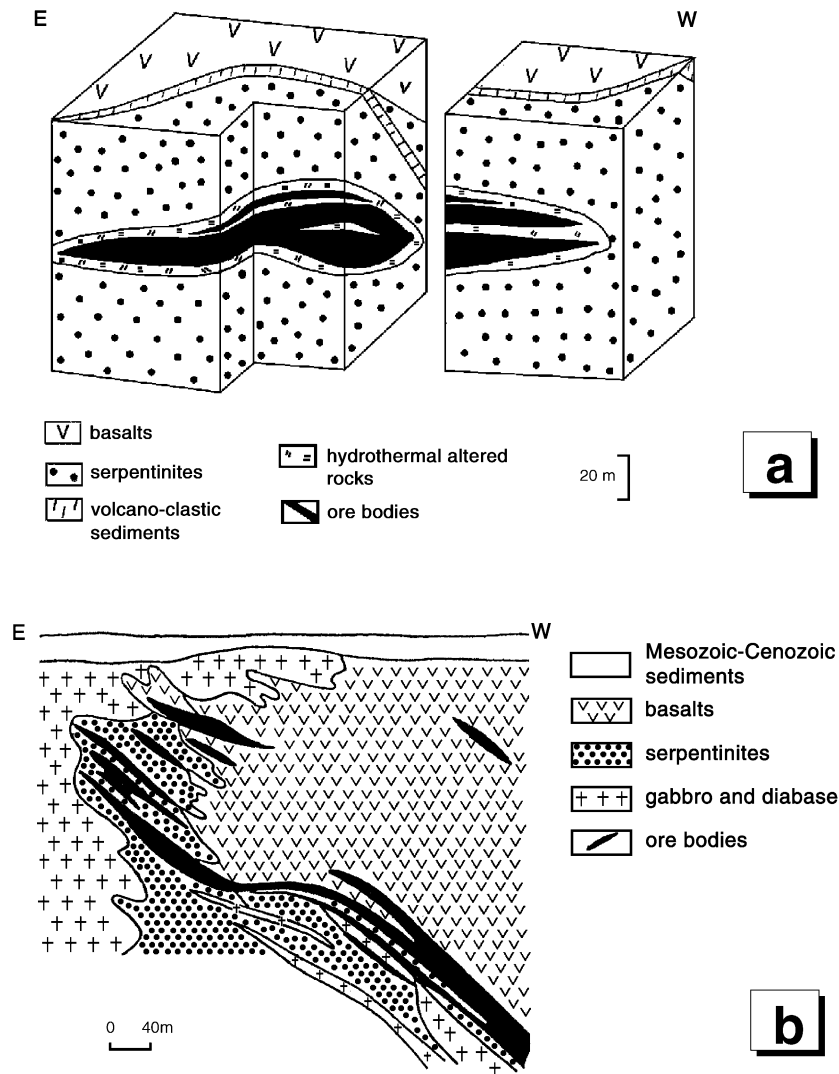 E
W
basalts
serpentinites
volcano-clastic
sediments
hydrothermal altered
rocks
ore bodies
20 m
a
E
W
Mesozoic-Cenozoic
sediments
basalts
serpentinites
gabbro and diabase
ore bodies
0 40m
b